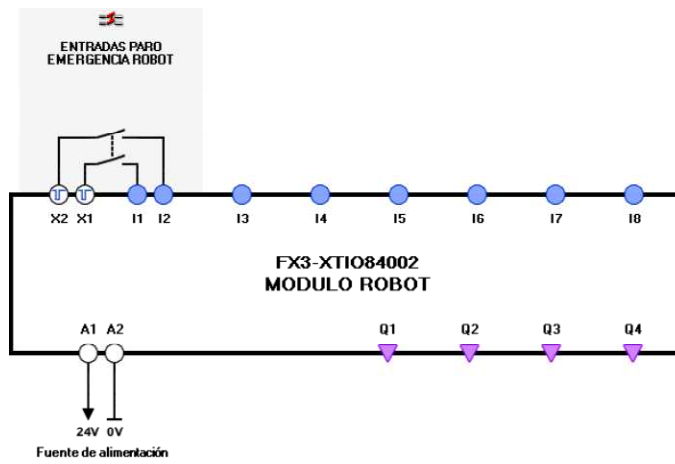 ENTRADAS PARO
EMERGENCIA ROBOT
X2 X1 I1 I2 I3 I4 I5 I6 I7 I8
FX3-XTIO84002
MODULO ROBOT
A1 A2 Q1 Q2 Q3 Q4
24V 0V
Fuente de alimentación